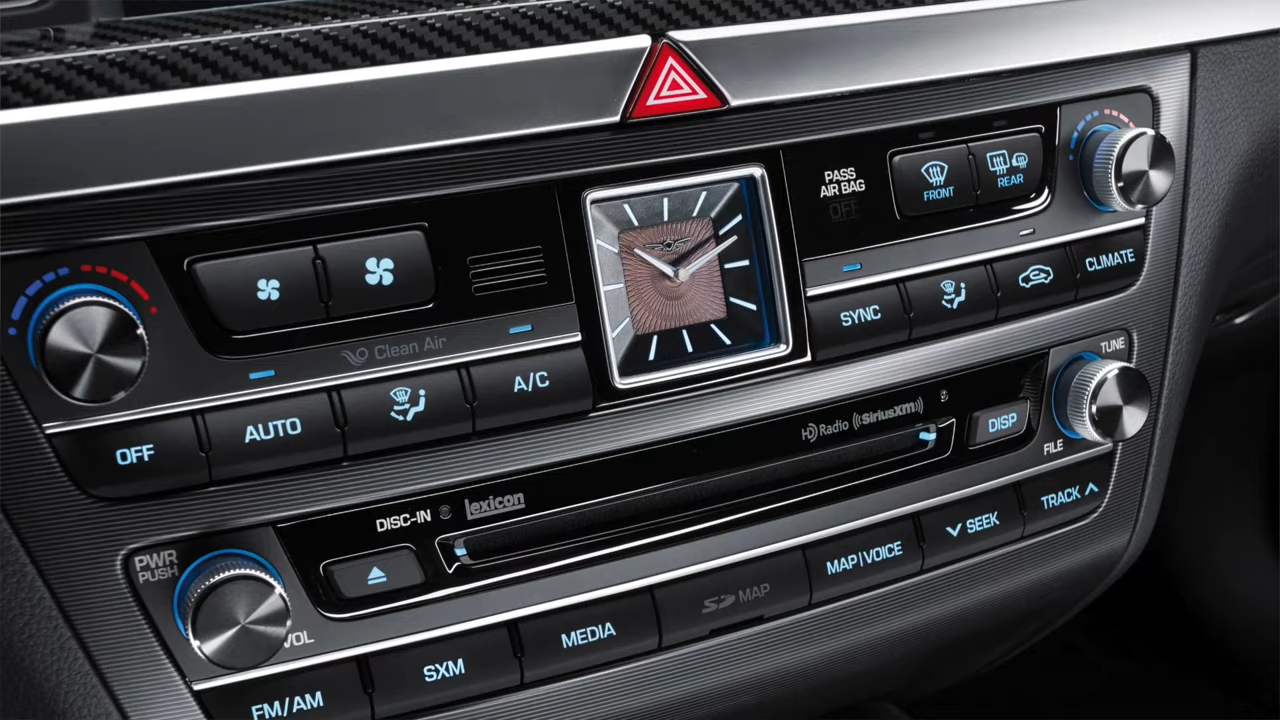 PASS
AIR BAG
OFF
FRONT
REAR
CLIMATE
SYNC
Clean Air
A/C
AUTO
OFF
TUNE
HD Radio
SiriusXM
DISP
FILE
DISC-IN
lexicon
TRACK
SEEK
MAP|VOICE
SD MAP
MEDIA
SXM
FM/AM
PWR
PUSH
VOL